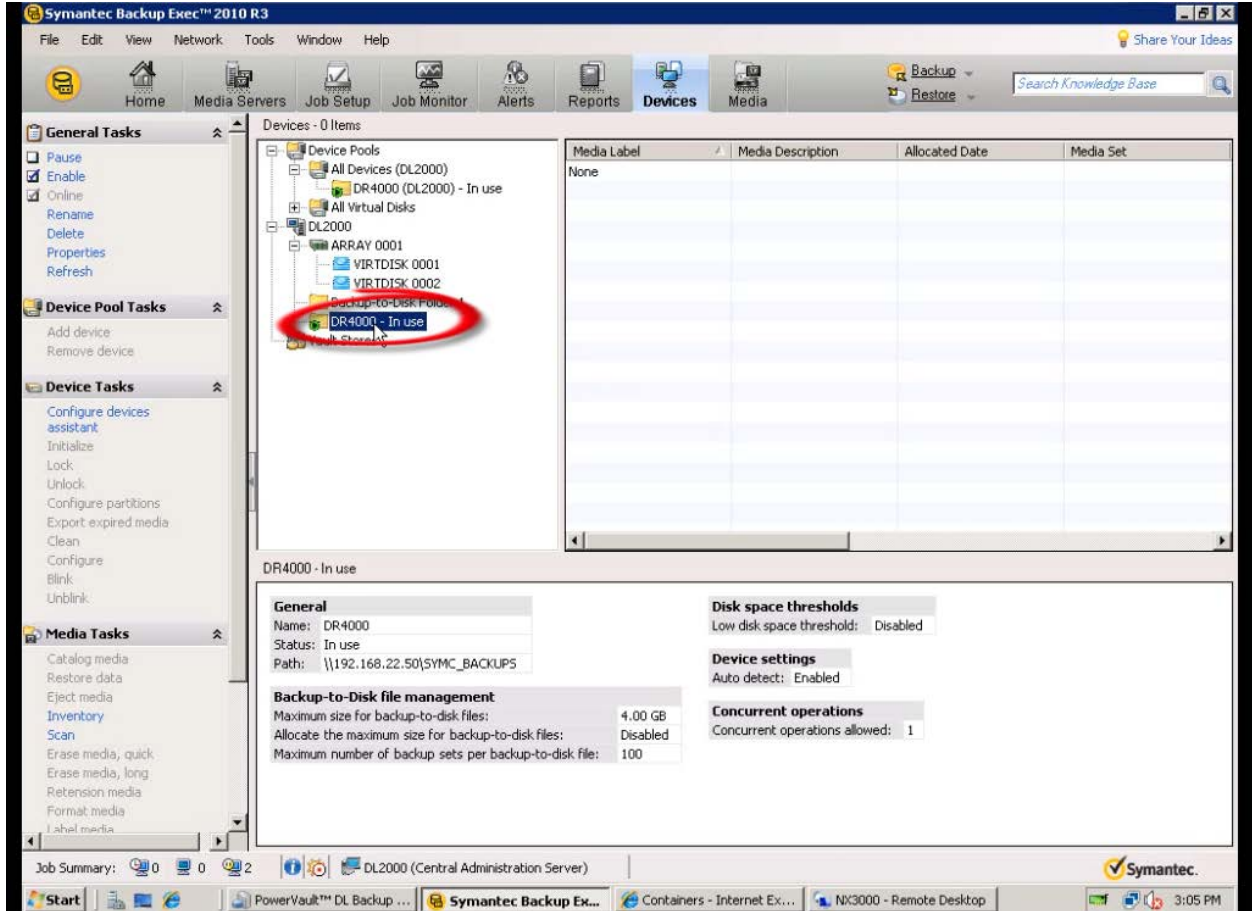 Symantec Backup Exec™ 2010 R3
File Edit View Network Tools Window Help
Share Your Ideas
Home Media Servers Job Setup Job Monitor Alerts Reports Devices Media
Backup
Restore
Search Knowledge Base
General Tasks
Pause
Enable
Online
Rename
Delete
Properties
Refresh
Device Pool Tasks
Add device
Remove device
Device Tasks
Configure devices
assistant
Initialize
Lock
Unlock
Configure partitions
Export expired media
Clean
Configure
Blink
Unblink
Media Tasks
Catalog media
Restore data
Eject media
Inventory
Scan
Erase media, quick
Erase media, long
Retension media
Format media
Label media
Devices - 0 Items
Device Pools
All Devices (DL2000)
DR4000 (DL2000) - In use
All Virtual Disks
DL2000
ARRAY 0001
VIRTDISK 0001
VIRTDISK 0002
Backup-to-Disk Folder 1
DR4000 - In use
Vault Stores
Media Label Media Description Allocated Date Media Set
None
DR4000 - In use
General
Name: DR4000
Status: In use
Path: \\192.168.22.50\SYMC_BACKUPS
Backup-to-Disk file management
Maximum size for backup-to-disk files: 4.00 GB
Allocate the maximum size for backup-to-disk files: Disabled
Maximum number of backup sets per backup-to-disk file: 100
Disk space thresholds
Low disk space threshold: Disabled
Device settings
Auto detect: Enabled
Concurrent operations
Concurrent operations allowed: 1
Job Summary: 0 0 2 DL2000 (Central Administration Server)
Symantec.
Start PowerVault™ DL Backup ... Symantec Backup Ex... Containers - Internet Ex... NX3000 - Remote Desktop 3:05 PM